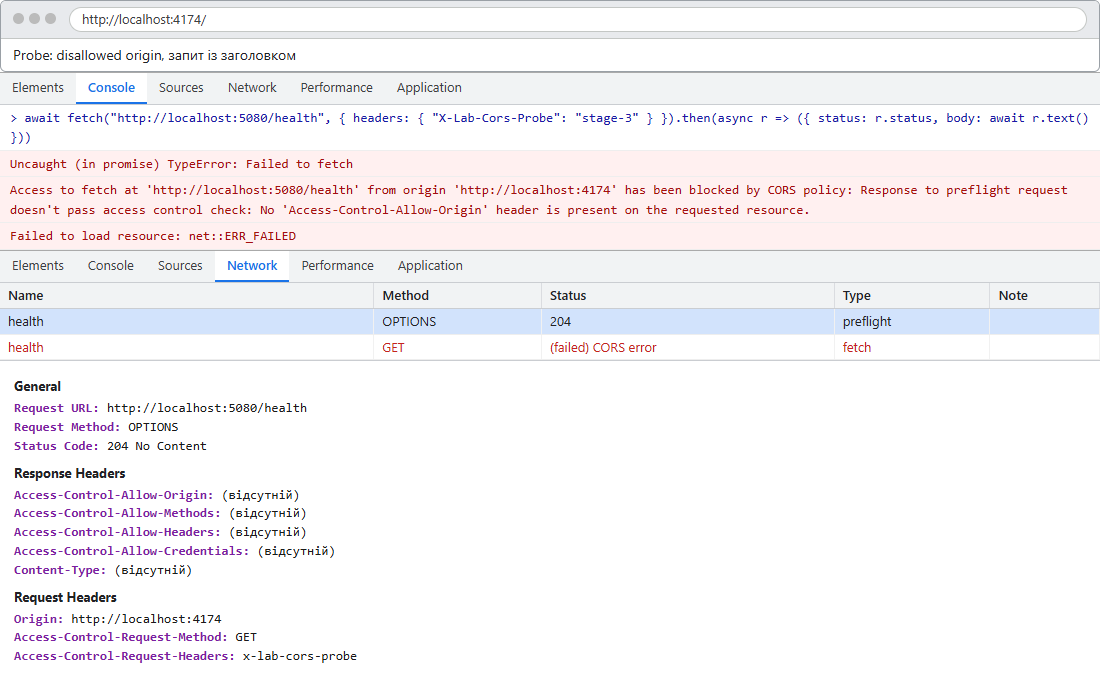 http://localhost:4174/
Probe: disallowed origin, запит із заголовком
Elements Console Sources Network Performance Application
> await fetch("http://localhost:5080/health", { headers: { "X-Lab-Cors-Probe": "stage-3" } }).then(async r => ({ status: r.status, body: await r.text()
}))
Uncaught (in promise) TypeError: Failed to fetch
Access to fetch at 'http://localhost:5080/health' from origin 'http://localhost:4174' has been blocked by CORS policy: Response to preflight request
doesn't pass access control check: No 'Access-Control-Allow-Origin' header is present on the requested resource.
Failed to load resource: net::ERR_FAILED
Elements Console Sources Network Performance Application
Name Method Status Type Note
health OPTIONS 204 preflight
health GET (failed) CORS error fetch
General
Request URL: http://localhost:5080/health
Request Method: OPTIONS
Status Code: 204 No Content
Response Headers
Access-Control-Allow-Origin: (відсутній)
Access-Control-Allow-Methods: (відсутній)
Access-Control-Allow-Headers: (відсутній)
Access-Control-Allow-Credentials: (відсутній)
Content-Type: (відсутній)
Request Headers
Origin: http://localhost:4174
Access-Control-Request-Method: GET
Access-Control-Request-Headers: x-lab-cors-probe